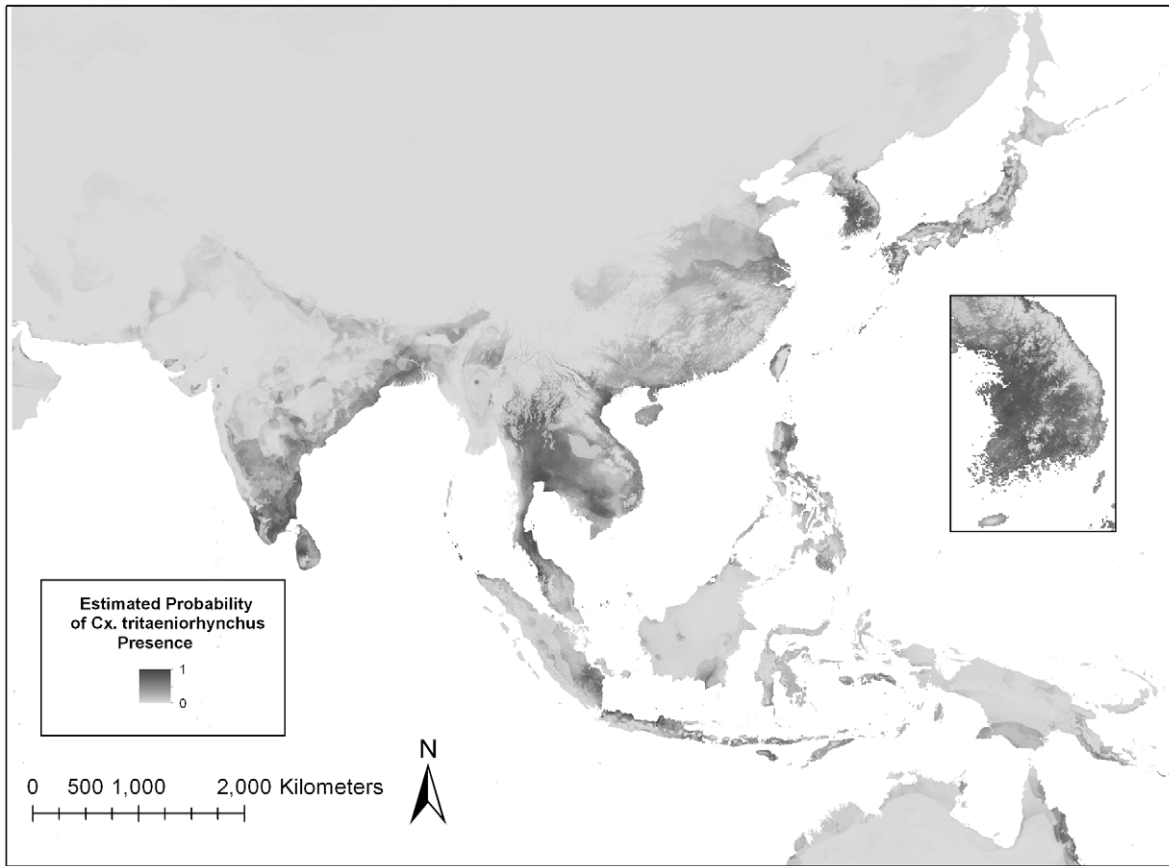 Estimated Probability
of Cx. tritaeniorhynchus
Presence
1
0
N
0 500 1,000 2,000 Kilometers